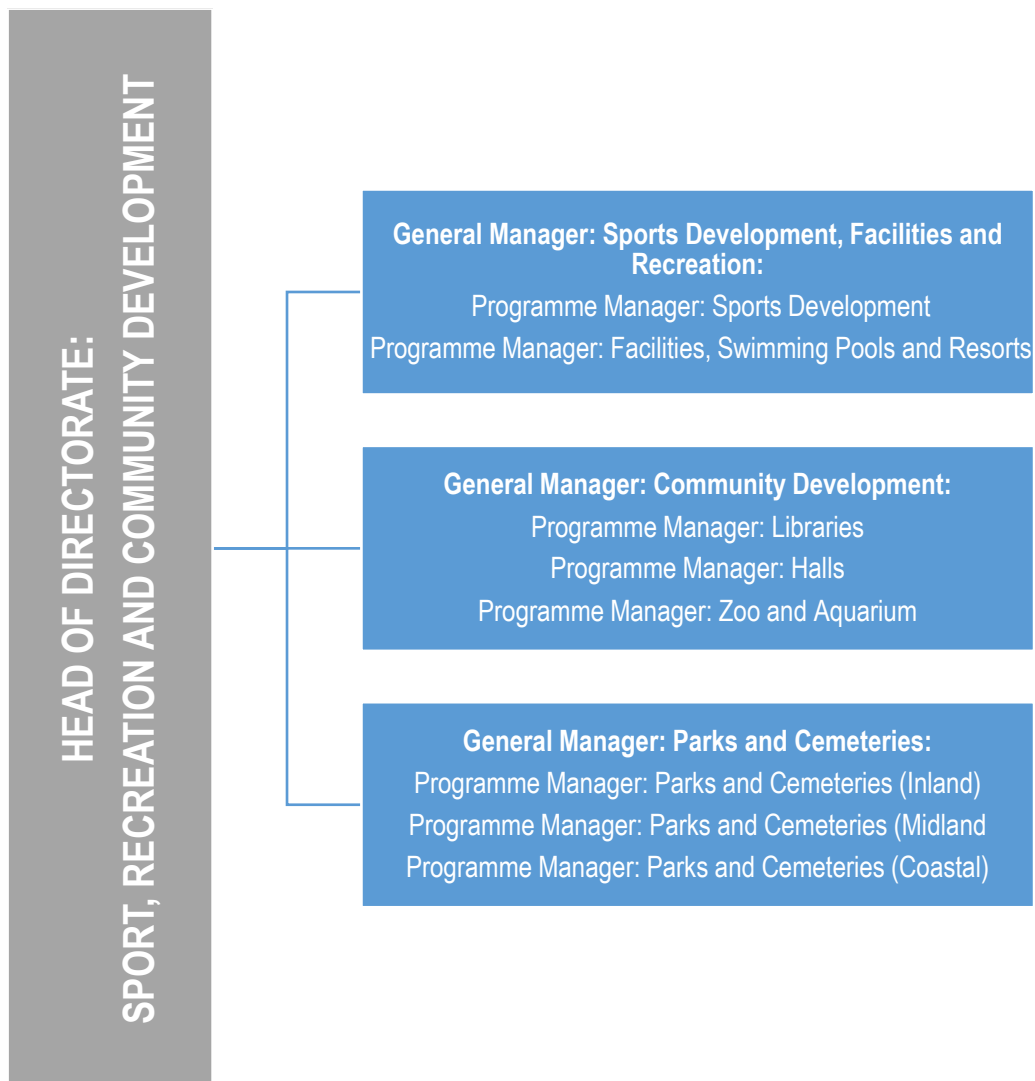 HEAD OF DIRECTORATE:
SPORT, RECREATION AND COMMUNITY DEVELOPMENT
General Manager: Sports Development, Facilities and
Recreation:
Programme Manager: Sports Development
Programme Manager: Facilities, Swimming Pools and Resorts
General Manager: Community Development:
Programme Manager: Libraries
Programme Manager: Halls
Programme Manager: Zoo and Aquarium
General Manager: Parks and Cemeteries:
Programme Manager: Parks and Cemeteries (Inland)
Programme Manager: Parks and Cemeteries (Midland
Programme Manager: Parks and Cemeteries (Coastal)